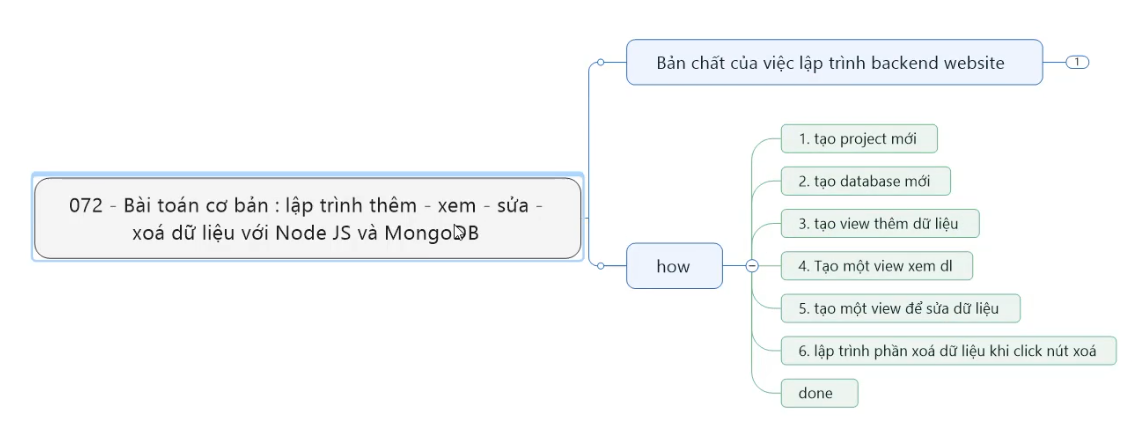 Bản chất của việc lập trình backend website
1
072 - Bài toán cơ bản : lập trình thêm - xem - sửa -
xoá dữ liệu với Node JS và MongoDB
how
1. tạo project mới
2. tạo database mới
3. tạo view thêm dữ liệu
4. Tạo một view xem dl
5. tạo một view để sửa dữ liệu
6. lập trình phần xoá dữ liệu khi click nút xoá
done